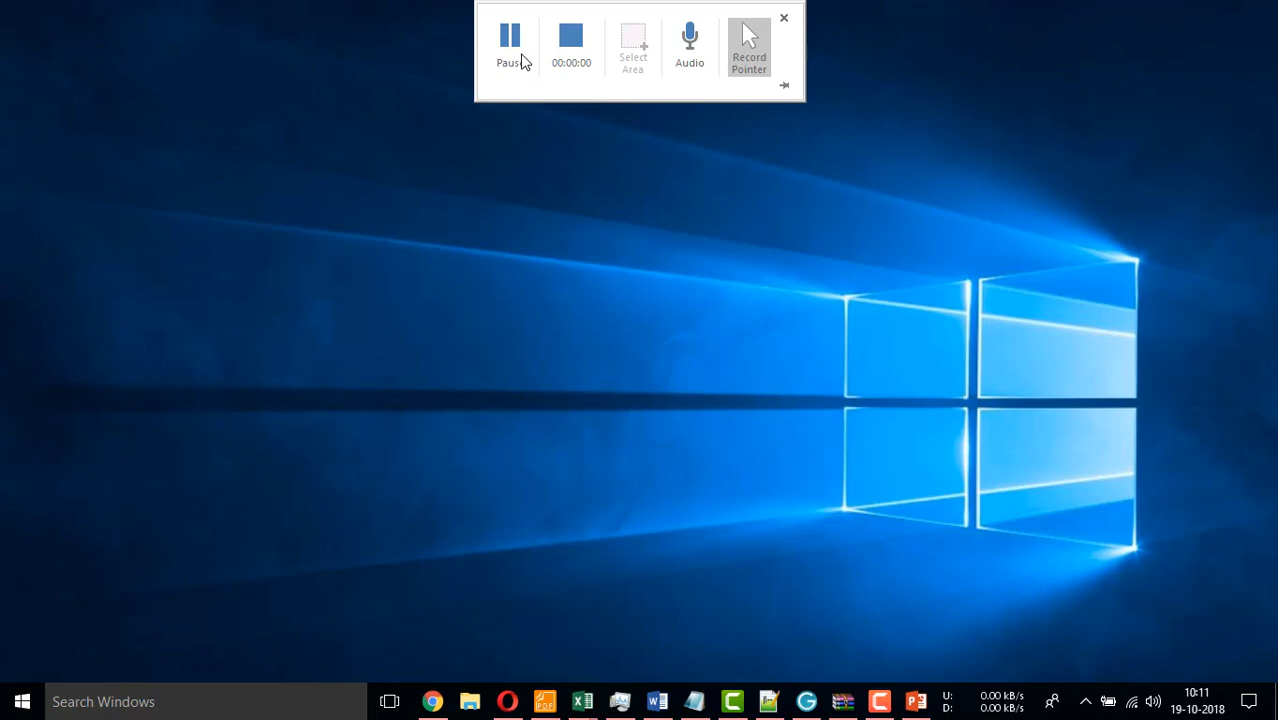 Pause
00:00:00
Select
Area
Audio
Record
Pointer
Search Windows
PDF
U: 0.00 kB/s
D: 0.00 kB/s
10:11
19-10-2018